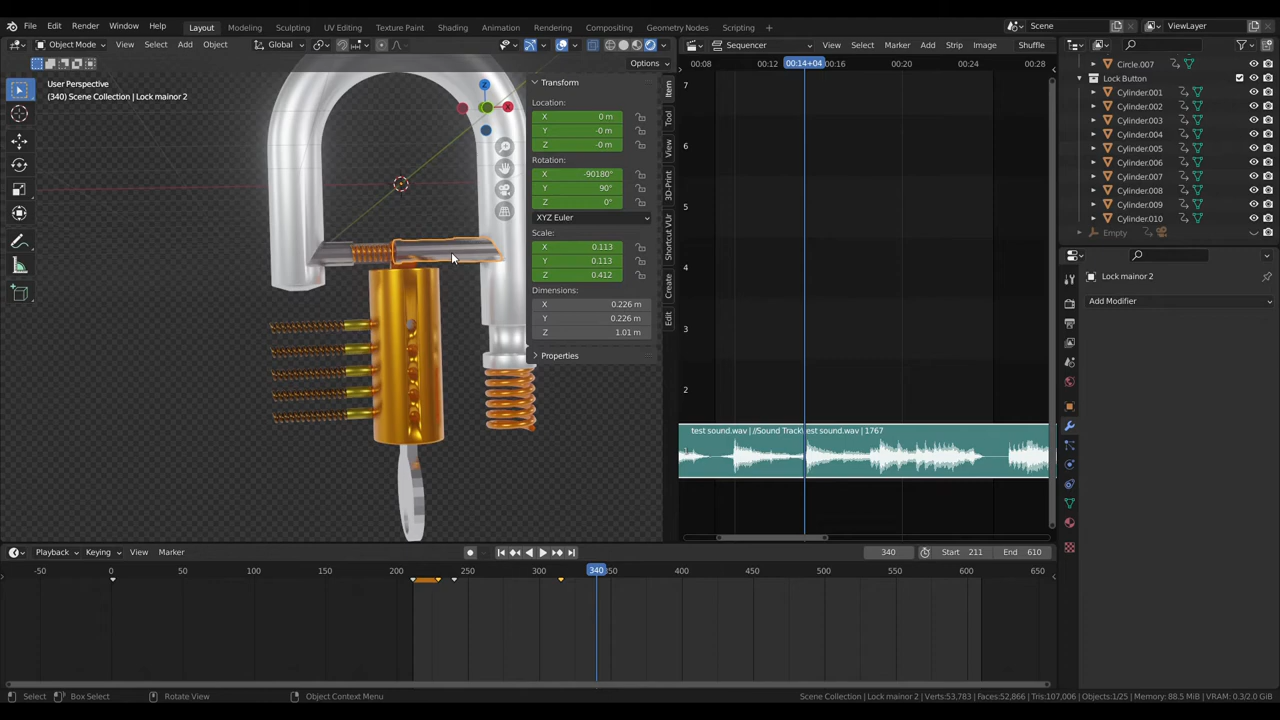 File Edit Render Window Help Layout Modeling Sculpting UV Editing Texture Paint Shading Animation Rendering Compositing Geometry Nodes Scripting Scene ViewLayer
Object Mode View Select Add Object Global Sequencer View Select Marker Add Strip Image Shuffle
Options
User Perspective
(340) Scene Collection | Lock mainor 2
Transform
Location:
X 0 m
Y -0 m
Z -0 m
Rotation:
X -90180°
Y 90°
Z 0°
XYZ Euler
Scale:
X 0.113
Y 0.113
Z 0.412
Dimensions:
X 0.226 m
Y 0.226 m
Z 1.01 m
Properties
Item
Tool
View
3D-Print
Shortcut VUr
Create
Edit
Z
00:08 00:12 00:14+04 00:16 00:20 00:24 00:28
7
6
5
4
3
2
test sound.wav | //Sound Track\test sound.wav | 1767
Circle.007
Lock Button
Cylinder.001
Cylinder.002
Cylinder.003
Cylinder.004
Cylinder.005
Cylinder.006
Cylinder.007
Cylinder.008
Cylinder.009
Cylinder.010
Empty
Lock mainor 2
Add Modifier
Playback Keying View Marker 340 Start 211 End 610
-50 0 50 100 150 200 250 300 340 350 400 450 500 550 600 650
Select Box Select Rotate View Object Context Menu Scene Collection | Lock mainor 2 | Verts:53,783 | Faces:52,866 | Tris:107,006 | Objects:1/25 | Memory: 88.5 MiB | VRAM: 0.3/2.0 GiB